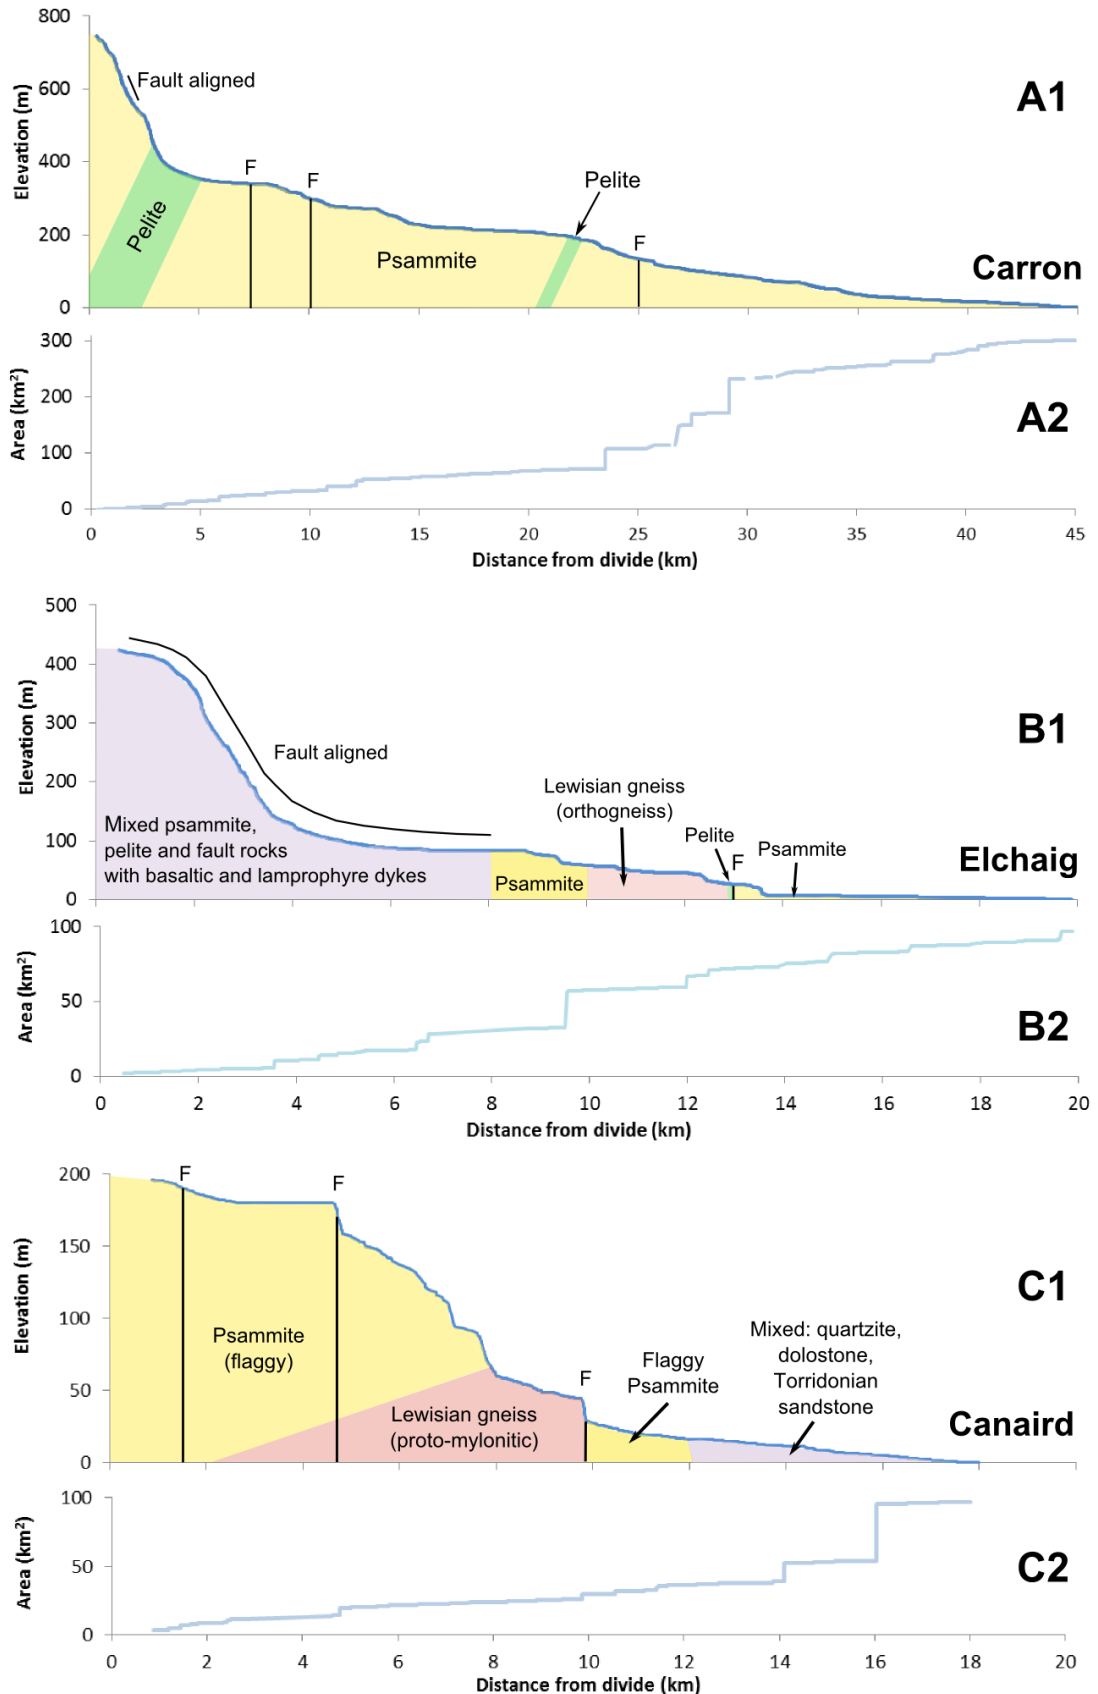 800
600
400
200
0
Elevation (m)
Fault aligned
A1
F
F
Pelite
F
Pelite
Psammite
Carron
300
200
100
0
Area (km²)
A2
0 5 10 15 20 25 30 35 40 45
Distance from divide (km)
500
400
300
200
100
0
Elevation (m)
B1
Fault aligned
Lewisian gneiss
(orthogneiss)
Mixed psammite,
pelite and fault rocks
with basaltic and lamprophyre dykes
Pelite
F
Psammite
Psammite
Elchaig
100
50
0
Area (km²)
B2
0 2 4 6 8 10 12 14 16 18 20
Distance from divide (km)
200
150
100
50
0
Elevation (m)
F
F
C1
Psammite
(flaggy)
Mixed: quartzite,
dolostone,
Torridonian
sandstone
Flaggy
Psammite
F
Lewisian gneiss
(proto-mylonitic)
Canaird
100
50
0
Area (km²)
C2
0 2 4 6 8 10 12 14 16 18 20
Distance from divide (km)